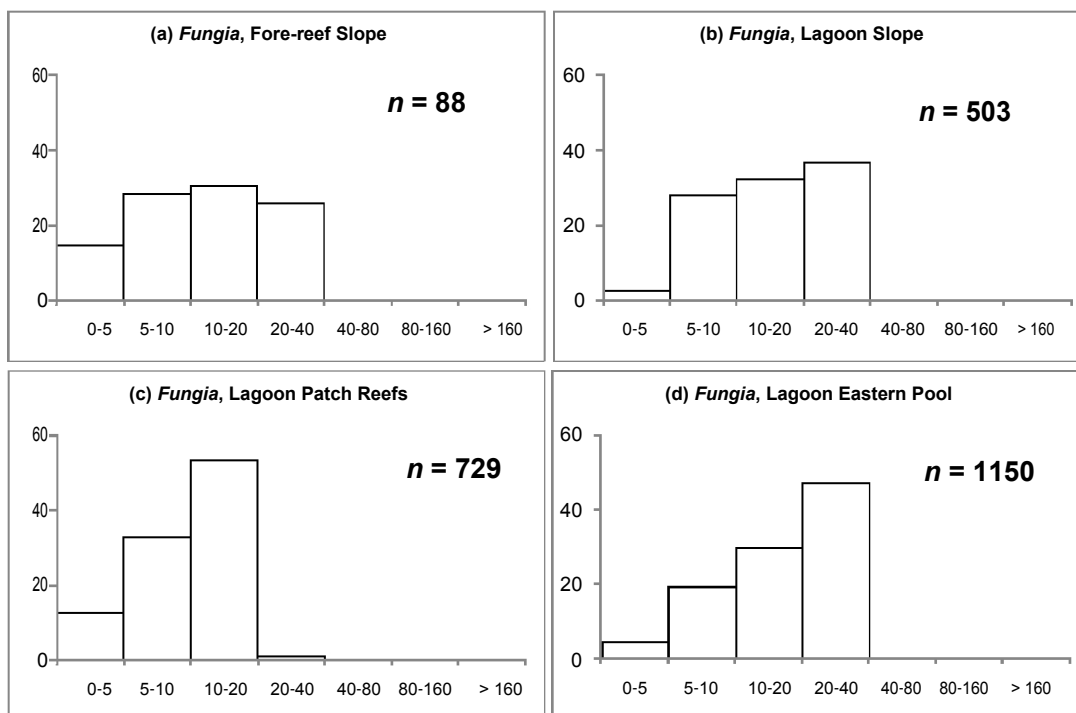 (a) Fungia, Fore-reef Slope
60
n = 88
40
20
0
0-5 5-10 10-20 20-40 40-80 80-160 > 160
(b) Fungia, Lagoon Slope
60
n = 503
40
20
0
0-5 5-10 10-20 20-40 40-80 80-160 > 160
(c) Fungia, Lagoon Patch Reefs
60
n = 729
40
20
0
0-5 5-10 10-20 20-40 40-80 80-160 > 160
(d) Fungia, Lagoon Eastern Pool
60
n = 1150
40
20
0
0-5 5-10 10-20 20-40 40-80 80-160 > 160